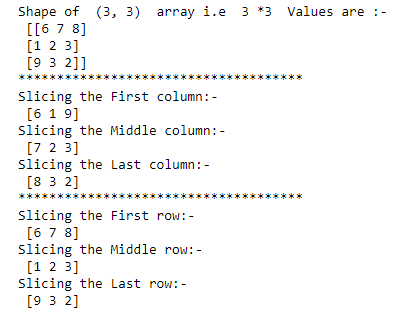 Shape of  (3, 3)  array i.e  3 *3  Values are :-
 [[6 7 8]
 [1 2 3]
 [9 3 2]]
*************************************
Slicing the First column:-
 [6 1 9]
Slicing the Middle column:-
 [7 2 3]
Slicing the Last column:-
 [8 3 2]
*************************************
Slicing the First row:-
 [6 7 8]
Slicing the Middle row:-
 [1 2 3]
Slicing the Last row:-
 [9 3 2]